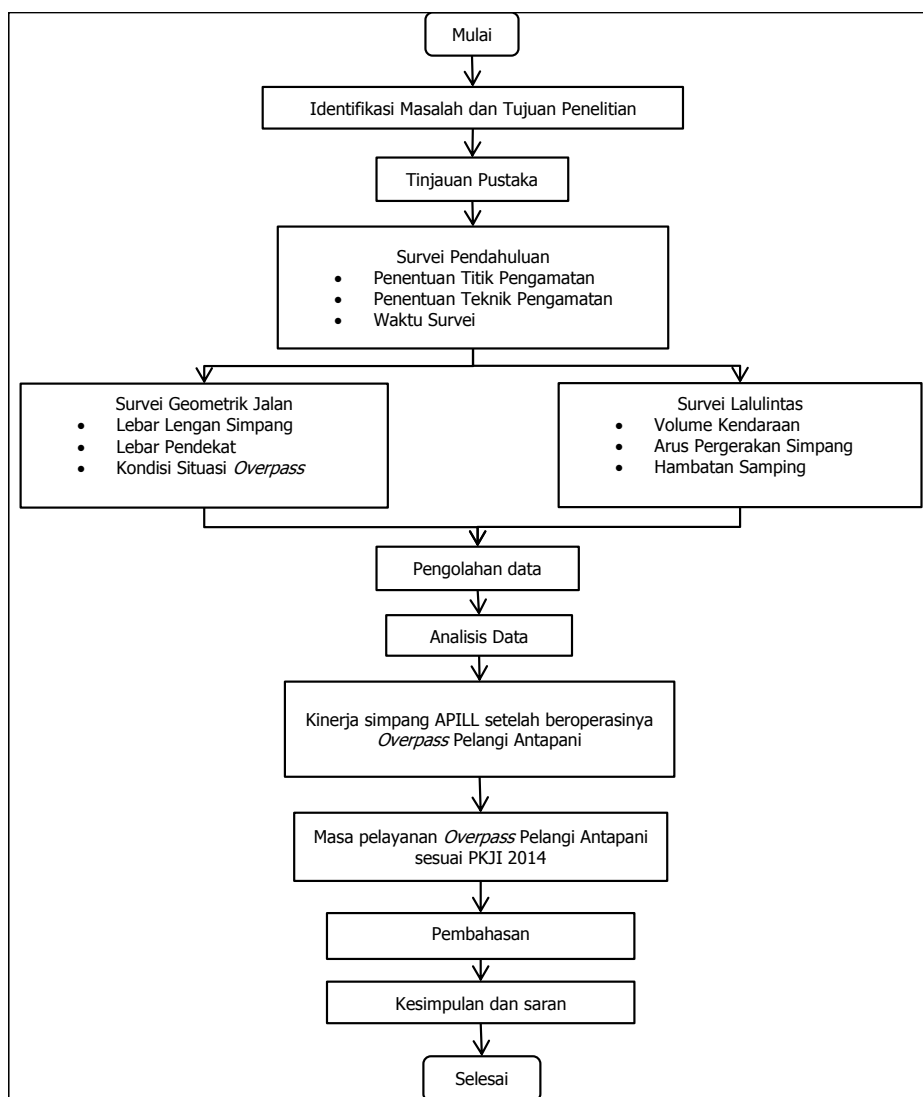 Mulai
Identifikasi Masalah dan Tujuan Penelitian
Tinjauan Pustaka
Survei Pendahuluan
• Penentuan Titik Pengamatan
• Penentuan Teknik Pengamatan
• Waktu Survei
Survei Geometrik Jalan
• Lebar Lengan Simpang
• Lebar Pendekat
• Kondisi Situasi Overpass
Survei Lalulintas
• Volume Kendaraan
• Arus Pergerakan Simpang
• Hambatan Samping
Pengolahan data
Analisis Data
Kinerja simpang APILL setelah beroperasinya
Overpass Pelangi Antapani
Masa pelayanan Overpass Pelangi Antapani
sesuai PKJI 2014
Pembahasan
Kesimpulan dan saran
Selesai